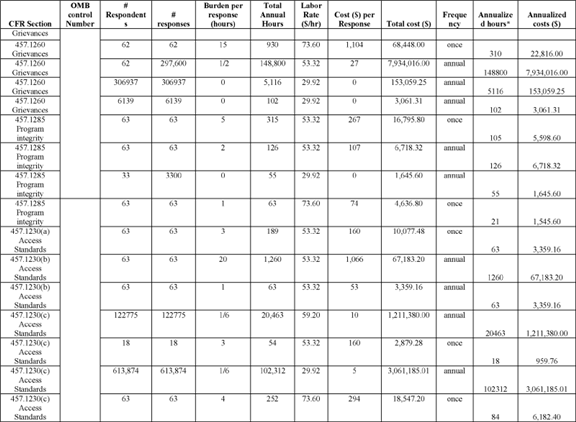 CFR Section | OMB control Number | # Respondent s | # responses | Burden per response (hours) | Total Annual Hours | Labor Rate ($/hr) | Cost ($) per Response | Total cost ($) | Freque ncy | Annualize d hours* | Annualized costs ($)
Grievances
457.1260 Grievances | 62 | 62 | 15 | 930 | 73.60 | 1,104 | 68,448.00 | once | 310 | 22,816.00
457.1260 Grievances | 62 | 297,600 | 1/2 | 148,800 | 53.32 | 27 | 7,934,016.00 | annual | 148800 | 7,934,016.00
457.1260 Grievances | 306937 | 306937 | 0 | 5,116 | 29.92 | 0 | 153,059.25 | annual | 5116 | 153,059.25
457.1260 Grievances | 6139 | 6139 | 0 | 102 | 29.92 | 0 | 3,061.31 | annual | 102 | 3,061.31
457.1285 Program integrity | 63 | 63 | 5 | 315 | 53.32 | 267 | 16,795.80 | once | 105 | 5,598.60
457.1285 Program integrity | 63 | 63 | 2 | 126 | 53.32 | 107 | 6,718.32 | annual | 126 | 6,718.32
457.1285 Program integrity | 33 | 3300 | 0 | 55 | 29.92 | 0 | 1,645.60 | annual | 55 | 1,645.60
457.1285 Program integrity | 63 | 63 | 1 | 63 | 73.60 | 74 | 4,636.80 | once | 21 | 1,545.60
457.1230(a) Access Standards | 63 | 63 | 3 | 189 | 53.32 | 160 | 10,077.48 | once | 63 | 3,359.16
457.1230(b) Access Standards | 63 | 63 | 20 | 1,260 | 53.32 | 1,066 | 67,183.20 | annual | 1260 | 67,183.20
457.1230(b) Access Standards | 63 | 63 | 1 | 63 | 53.32 | 53 | 3,359.16 | annual | 63 | 3,359.16
457.1230(c) Access Standards | 122775 | 122775 | 1/6 | 20,463 | 59.20 | 10 | 1,211,380.00 | annual | 20463 | 1,211,380.00
457.1230(c) Access Standards | 18 | 18 | 3 | 54 | 53.32 | 160 | 2,879.28 | once | 18 | 959.76
457.1230(c) Access Standards | 613,874 | 613,874 | 1/6 | 102,312 | 29.92 | 5 | 3,061,185.01 | annual | 102312 | 3,061,185.01
457.1230(c) Access Standards | 63 | 63 | 4 | 252 | 73.60 | 294 | 18,547.20 | once | 84 | 6,182.40